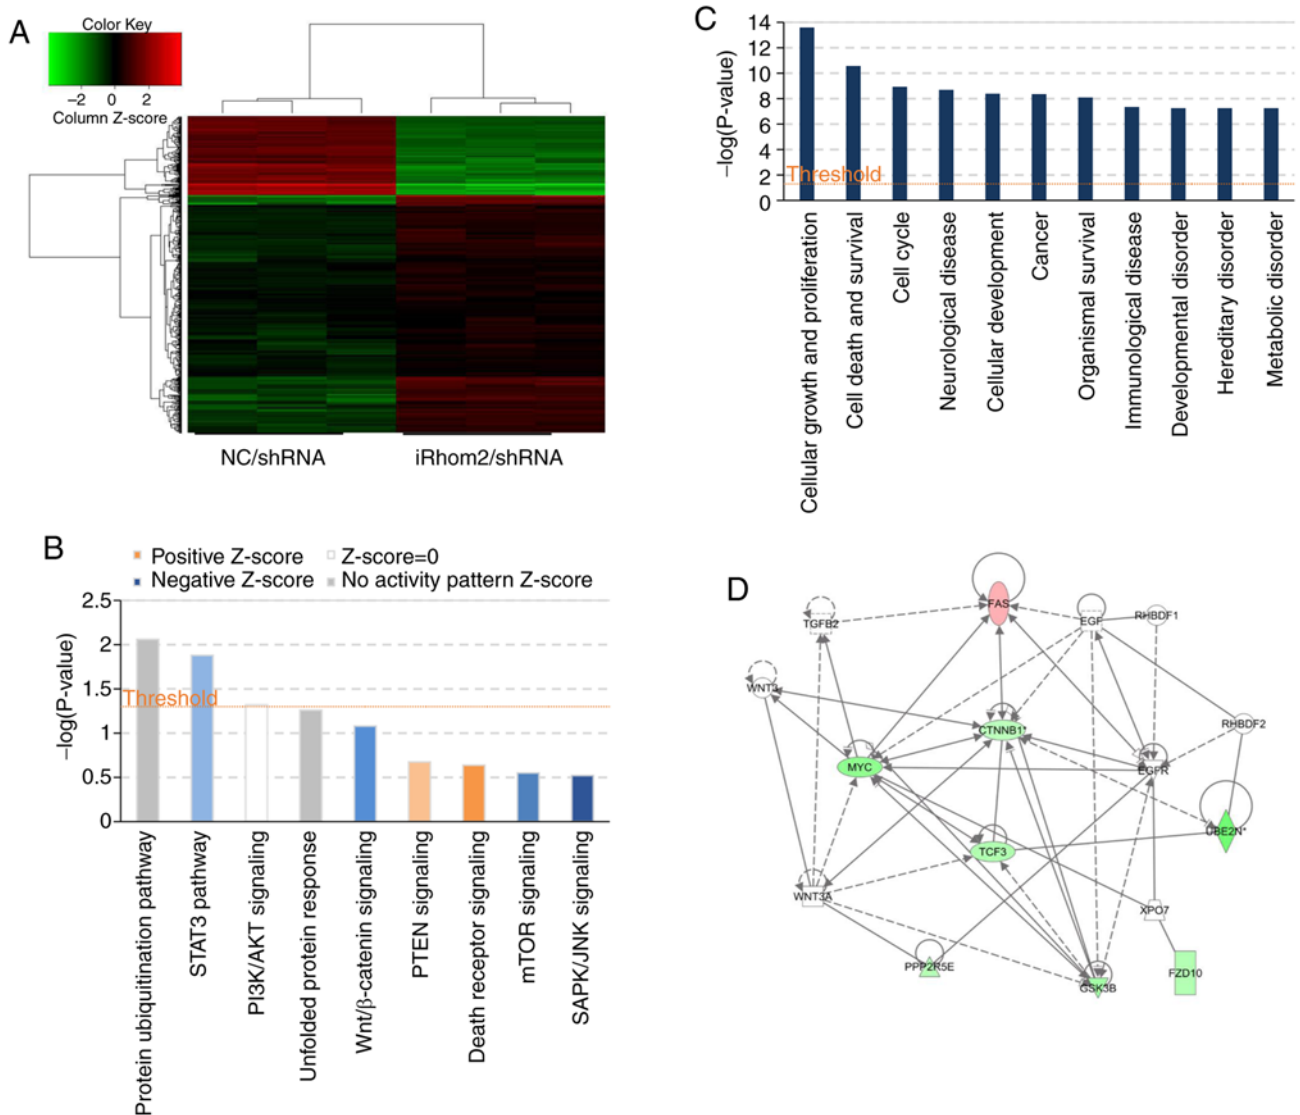 A
Color Key
−2 0 2
Column Z-score
NC/shRNA
iRhom2/shRNA
B
Positive Z-score
Z-score=0
Negative Z-score
No activity pattern Z-score
−log(P-value)
2.5
2
1.5
1
0.5
0
Threshold
Protein ubiquitination pathway
STAT3 pathway
PI3K/AKT signaling
Unfolded protein response
Wnt/β-catenin signaling
PTEN signaling
Death receptor signaling
mTOR signaling
SAPK/JNK signaling
C
−log(P-value)
14
12
10
8
6
4
2
0
Threshold
Cellular growth and proliferation
Cell death and survival
Cell cycle
Neurological disease
Cellular development
Cancer
Organismal survival
Immunological disease
Developmental disorder
Hereditary disorder
Metabolic disorder
D
FAS
TGFB2
EGF
RHBDF1
WNT3
CTNNB1*
RHBDF2
MYC
EGFR
UBE2N*
TCF3
WNT3A
XPO7
PPP2R5E
FZD10
GSK3B